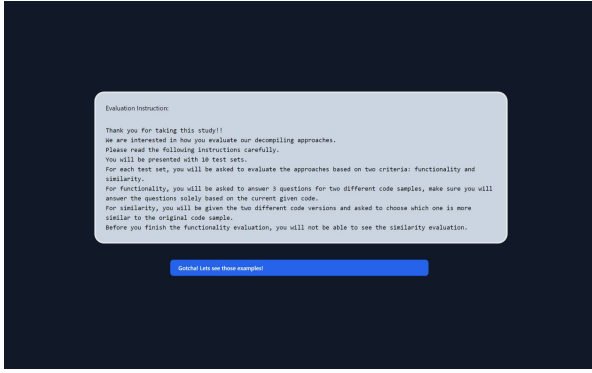 Evaluation Instruction:
Thank you for taking this study!!
We are interested in how you evaluate our decompiling approaches.
Please read the following instructions carefully.
You will be presented with 10 test sets.
For each test set, you will be asked to evaluate the approaches based on two criteria: functionality and
similarity.
For functionality, you will be asked to answer 3 questions for two different code samples, make sure you will
answer the questions solely based on the current given code.
For similarity, you will be given the two different code versions and asked to choose which one is more
similar to the original code sample.
Before you finish the functionality evaluation, you will not be able to see the similarity evaluation.
Gotcha! Lets see those examples!